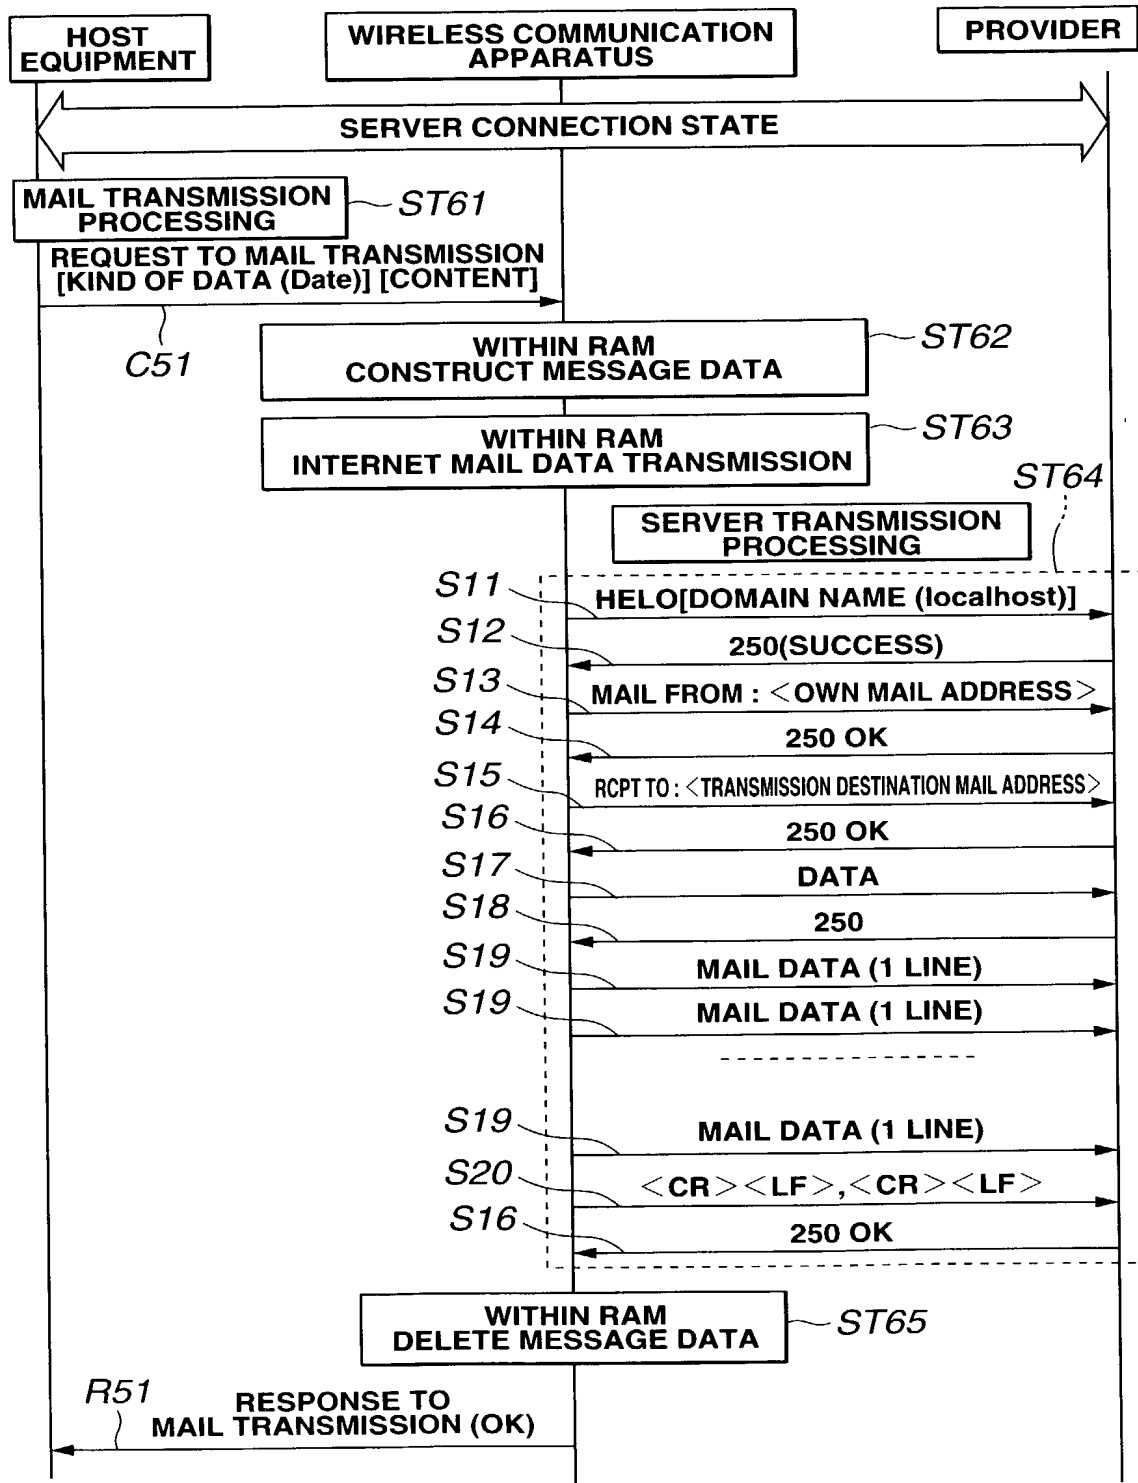 HOST
EQUIPMENT
WIRELESS COMMUNICATION
APPARATUS
PROVIDER
SERVER CONNECTION STATE
MAIL TRANSMISSION
PROCESSING
ST61
REQUEST TO MAIL TRANSMISSION
[KIND OF DATA (Date)] [CONTENT]
C51
WITHIN RAM
CONSTRUCT MESSAGE DATA
ST62
WITHIN RAM
INTERNET MAIL DATA TRANSMISSION
ST63
ST64
SERVER TRANSMISSION
PROCESSING
S11
HELO[DOMAIN NAME (localhost)]
S12
250(SUCCESS)
S13
MAIL FROM : <OWN MAIL ADDRESS>
S14
250 OK
S15
RCPT TO : <TRANSMISSION DESTINATION MAIL ADDRESS>
S16
250 OK
S17
DATA
S18
250
S19
MAIL DATA (1 LINE)
S19
MAIL DATA (1 LINE)
S19
MAIL DATA (1 LINE)
S20
<CR><LF>,<CR><LF>
S16
250 OK
WITHIN RAM
DELETE MESSAGE DATA
ST65
R51
RESPONSE TO
MAIL TRANSMISSION (OK)